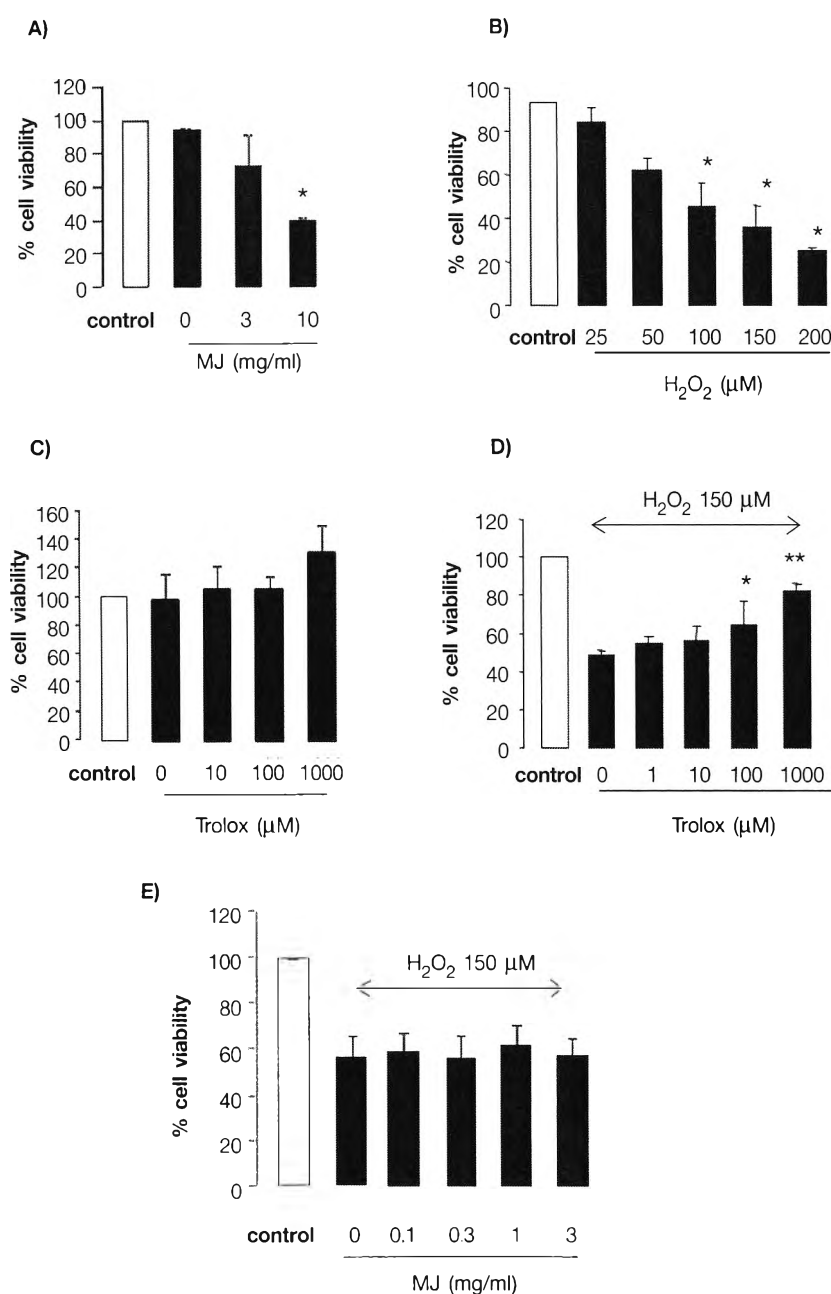 A)
120
100
80
60
40
20
0
% cell viability
*
control 0 3 10
MJ (mg/ml)
B)
100
80
60
40
20
0
% cell viability
* * *
control 25 50 100 150 200
H₂O₂ (µM)
C)
160
140
120
100
80
60
40
20
0
% cell viability
control 0 10 100 1000
Trolox (µM)
D)
H₂O₂ 150 µM
120
100
80
60
40
20
0
% cell viability
* **
control 0 1 10 100 1000
Trolox (µM)
E)
120
100
80
60
40
20
0
% cell viability
H₂O₂ 150 µM
control 0 0.1 0.3 1 3
MJ (mg/ml)